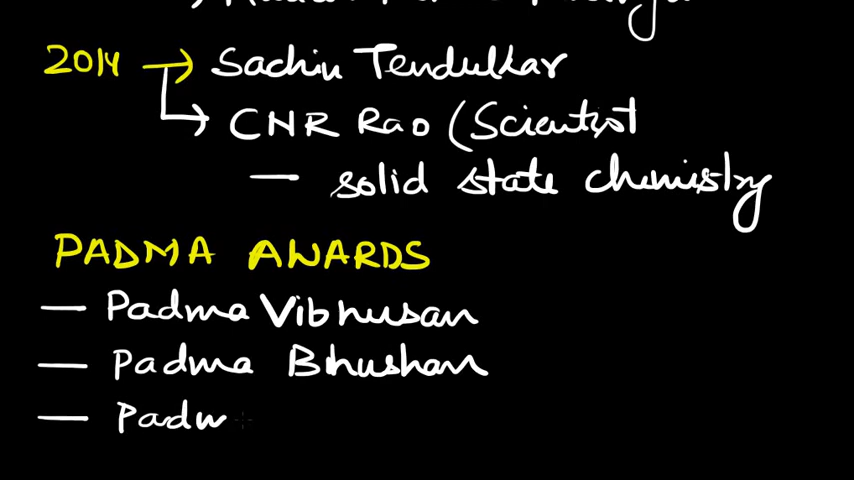 2014 → Sachin Tendulkar
→ CNR Rao (Scientist
— solid state chemistry
PADMA AWARDS
— Padma Vibhusan
— Padma Bhushan
— Padm